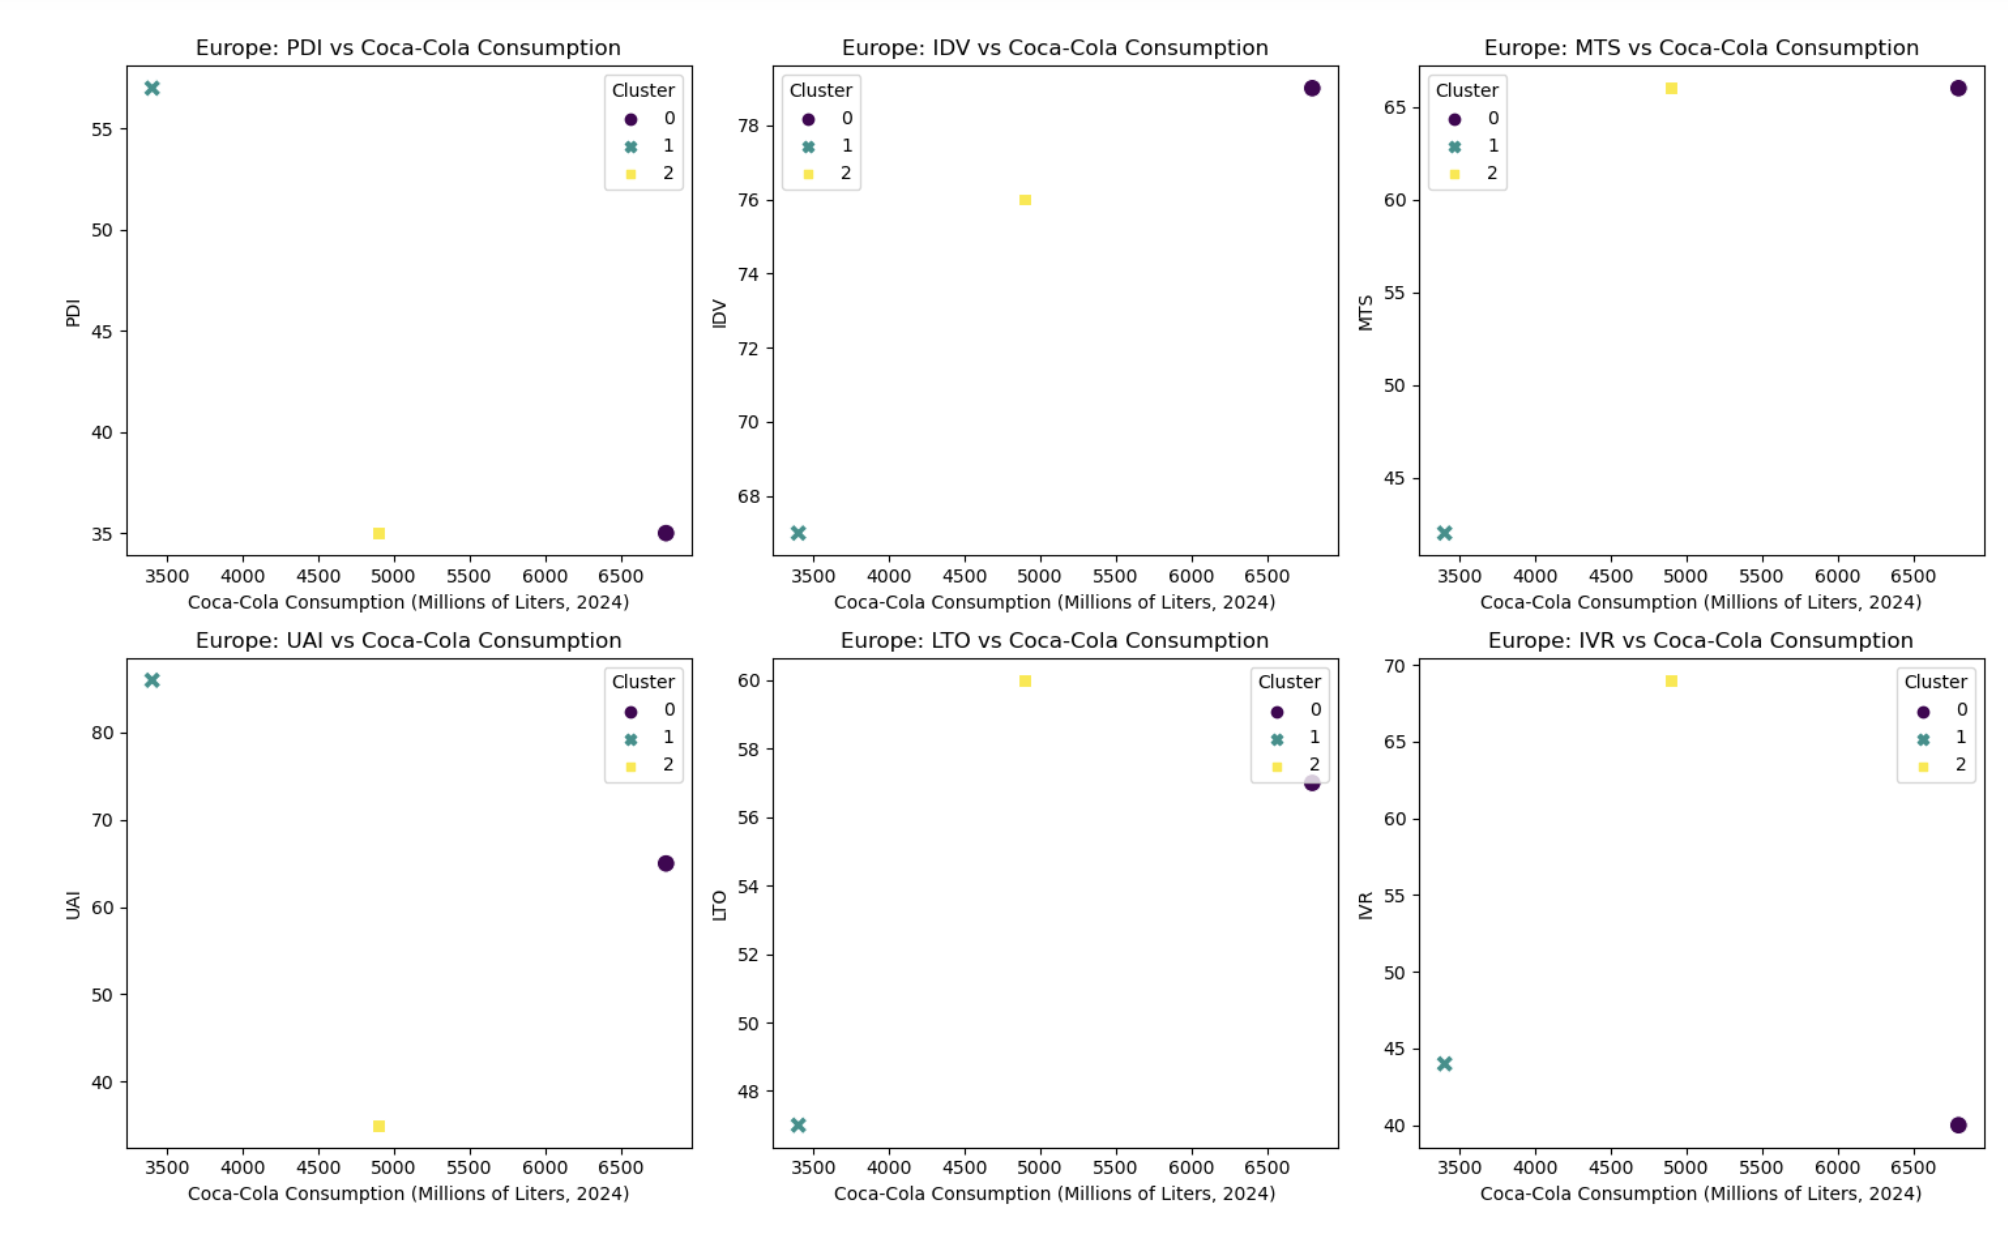 Europe: PDI vs Coca-Cola Consumption
Cluster
0
1
2
55
50
45
40
35
PDI
3500 4000 4500 5000 5500 6000 6500
Coca-Cola Consumption (Millions of Liters, 2024)
Europe: IDV vs Coca-Cola Consumption
Cluster
0
1
2
78
76
74
72
70
68
IDV
3500 4000 4500 5000 5500 6000 6500
Coca-Cola Consumption (Millions of Liters, 2024)
Europe: MTS vs Coca-Cola Consumption
Cluster
0
1
2
65
60
55
50
45
MTS
3500 4000 4500 5000 5500 6000 6500
Coca-Cola Consumption (Millions of Liters, 2024)
Europe: UAI vs Coca-Cola Consumption
Cluster
0
1
2
80
70
60
50
40
UAI
3500 4000 4500 5000 5500 6000 6500
Coca-Cola Consumption (Millions of Liters, 2024)
Europe: LTO vs Coca-Cola Consumption
Cluster
0
1
2
60
58
56
54
52
50
48
LTO
3500 4000 4500 5000 5500 6000 6500
Coca-Cola Consumption (Millions of Liters, 2024)
Europe: IVR vs Coca-Cola Consumption
Cluster
0
1
2
70
65
60
55
50
45
40
IVR
3500 4000 4500 5000 5500 6000 6500
Coca-Cola Consumption (Millions of Liters, 2024)